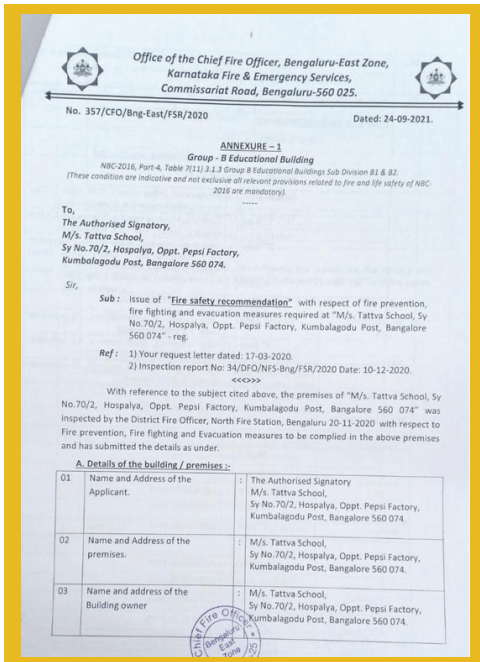 Office of the Chief Fire Officer, Bengaluru-East Zone,
Karnataka Fire & Emergency Services,
Commissariat Road, Bengaluru-560 025.
No. 357/CFO/Bng-East/FSR/2020
Dated: 24-09-2021.
ANNEXURE – 1
Group - B Educational Building
NBC-2016, Part-4, Table 7(11) 3.1.3 Group B Educational Buildings Sub Division B1 & B2.
(These condition are indicative and not exclusive all relevant provisions related to fire and life safety of NBC-
2016 are mandatory).
-----
To,
The Authorised Signatory,
M/s. Tattva School,
Sy No.70/2, Hospalya, Oppt. Pepsi Factory,
Kumbalagodu Post, Bangalore 560 074.
Sir,
Sub : Issue of "Fire safety recommendation" with respect of fire prevention,
fire fighting and evacuation measures required at "M/s. Tattva School, Sy
No.70/2, Hospalya, Oppt. Pepsi Factory, Kumbalagodu Post, Bangalore
560 074" - reg.
Ref : 1) Your request letter dated: 17-03-2020.
2) Inspection report No: 34/DFO/NFS-Bng/FSR/2020 Date: 10-12-2020.
<<<>>>
With reference to the subject cited above, the premises of "M/s. Tattva School, Sy
No.70/2, Hospalya, Oppt. Pepsi Factory, Kumbalagodu Post, Bangalore 560 074" was
inspected by the District Fire Officer, North Fire Station, Bengaluru 20-11-2020 with respect to
Fire prevention, Fire fighting and Evacuation measures to be complied in the above premises
and has submitted the details as under.
A. Details of the building / premises :-
01 Name and Address of the : The Authorised Signatory
Applicant. M/s. Tattva School,
Sy No.70/2, Hospalya, Oppt. Pepsi Factory,
Kumbalagodu Post, Bangalore 560 074.
02 Name and Address of the : M/s. Tattva School,
premises. Sy No.70/2, Hospalya, Oppt. Pepsi Factory,
Kumbalagodu Post, Bangalore 560 074.
03 Name and address of the : M/s. Tattva School,
Building owner Sy No.70/2, Hospalya, Oppt. Pepsi Factory,
Kumbalagodu Post, Bangalore 560 074.
Chief Fire Officer
Bengaluru
East
Zone